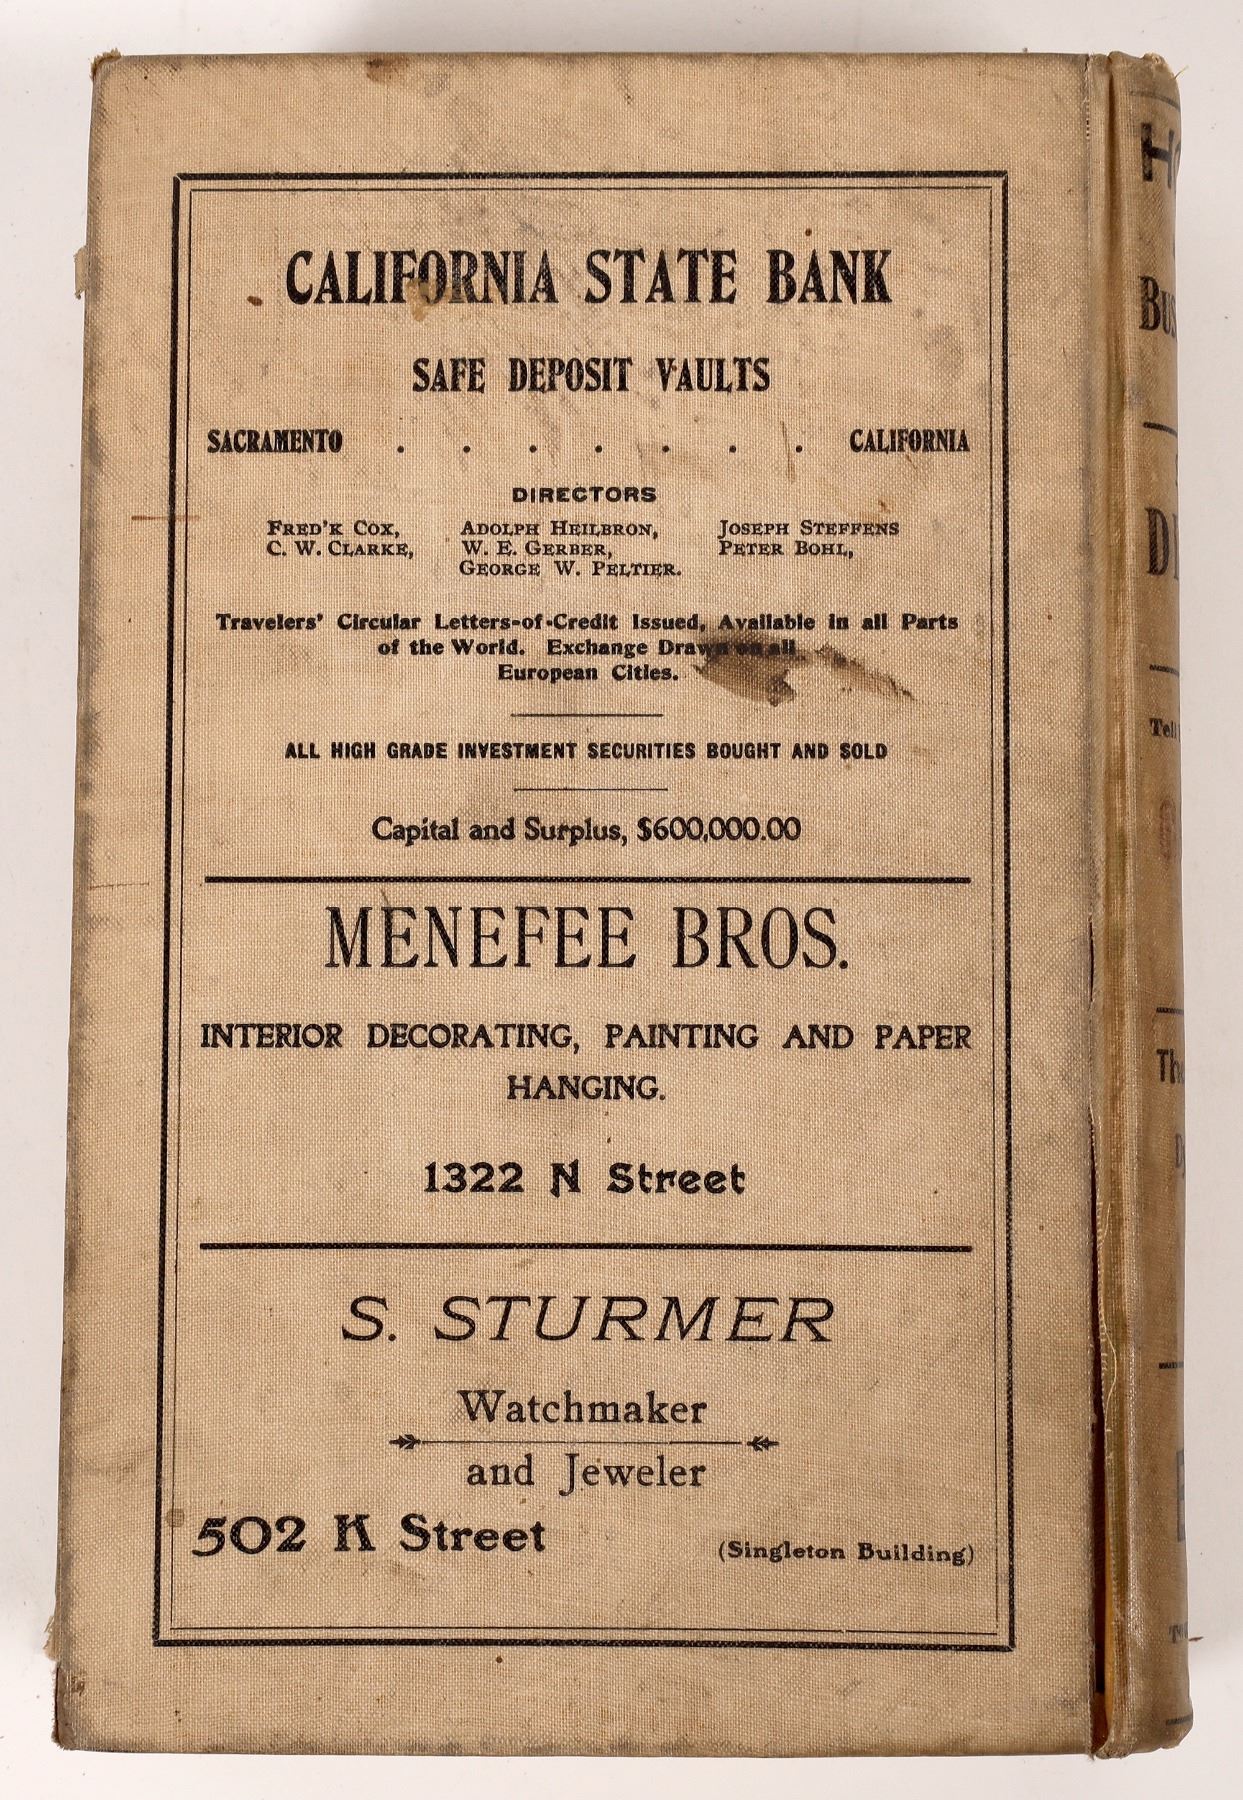 CALIFORNIA STATE BANK
SAFE DEPOSIT VAULTS
SACRAMENTO . . . . . . . CALIFORNIA
DIRECTORS
FRED'K COX, ADOLPH HEILBRON, JOSEPH STEFFENS
C. W. CLARKE, W. E. GERBER, PETER BOHL,
GEORGE W. PELTIER.
Travelers' Circular Letters-of-Credit Issued, Available in all Parts
of the World. Exchange Drawn on all
European Cities.
ALL HIGH GRADE INVESTMENT SECURITIES BOUGHT AND SOLD
Capital and Surplus, $600,000.00
MENEFEE BROS.
INTERIOR DECORATING, PAINTING AND PAPER
HANGING.
1322 N Street
S. STURMER
Watchmaker
and Jeweler
502 K Street (Singleton Building)